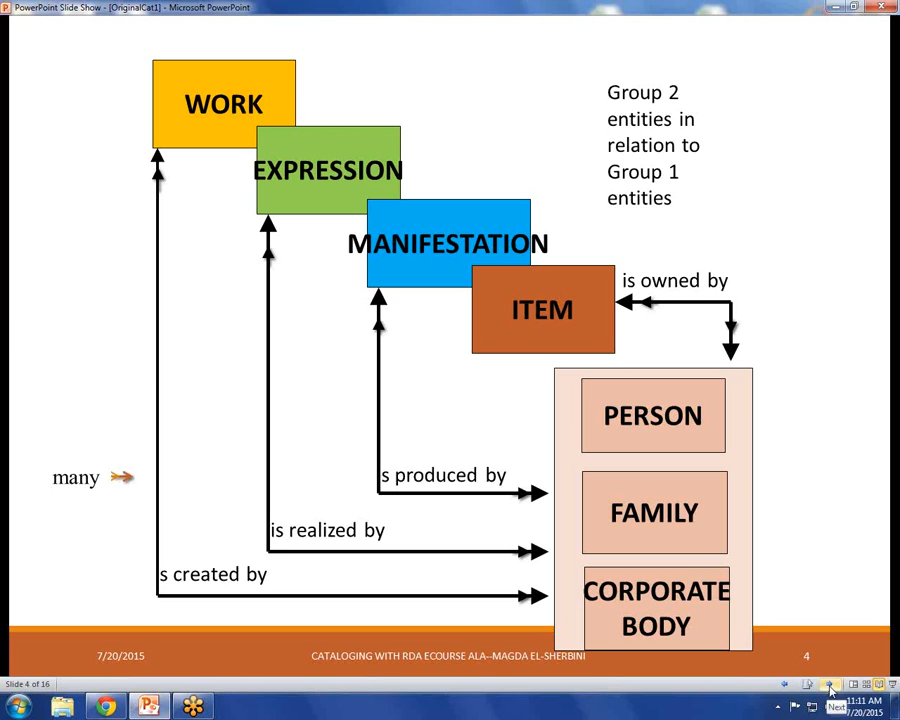 PowerPoint Slide Show - [OriginalCat1] - Microsoft PowerPoint
WORK
EXPRESSION
MANIFESTATION
ITEM
Group 2
entities in
relation to
Group 1
entities
is owned by
PERSON
FAMILY
CORPORATE
BODY
many
s produced by
is realized by
s created by
7/20/2015
CATALOGING WITH RDA ECOURSE ALA--MAGDA EL-SHERBINI
4
Slide 4 of 16
Next
11:11 AM
7/20/2015